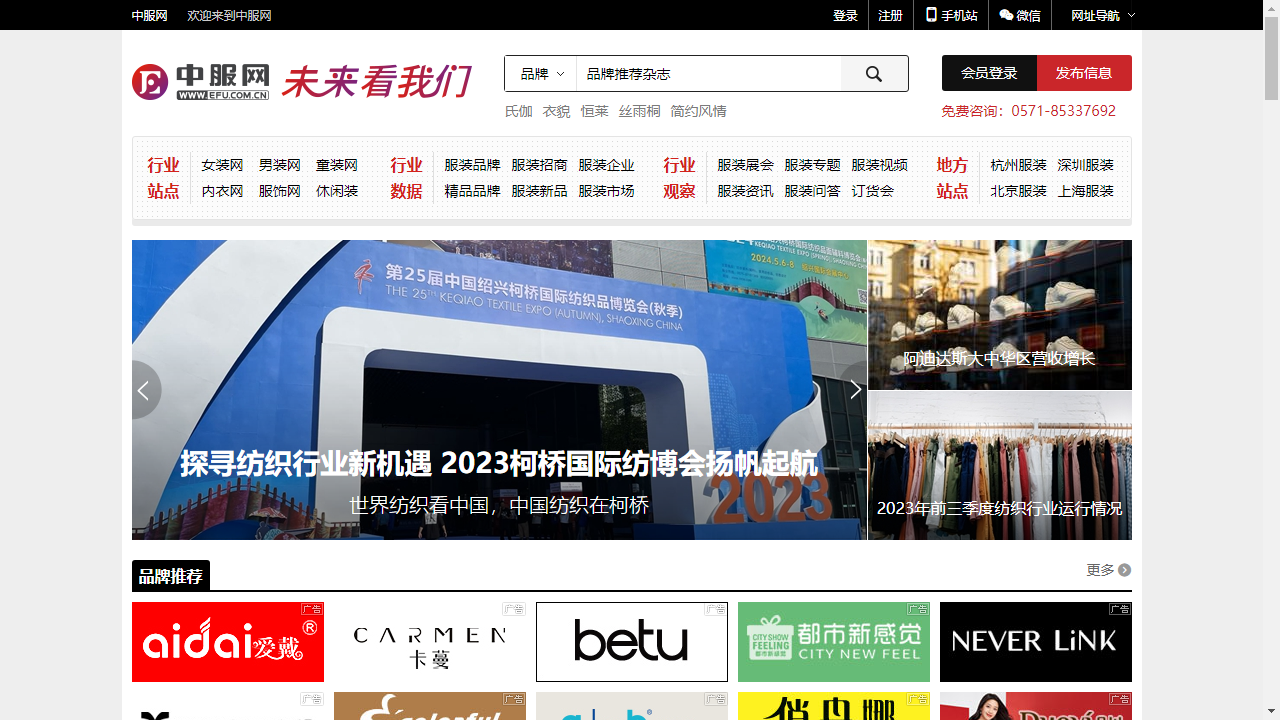 中服网 欢迎来到中服网 登录 注册 手机站 微信 网址导航
中服网 WWW.EFU.COM.CN 未来看我们
品牌 品牌推荐杂志
会员登录 发布信息
氏伽 衣貌 恒莱 丝雨桐 简约风情
免费咨询：0571-85337692
行业 女装网 男装网 童装网 行业 服装品牌 服装招商 服装企业 行业 服装展会 服装专题 服装视频 地方 杭州服装 深圳服装
站点 内衣网 服饰网 休闲装 数据 精品品牌 服装新品 服装市场 观察 服装资讯 服装问答 订货会 站点 北京服装 上海服装
2024.5.6-8
第25届中国绍兴柯桥国际纺织品博览会(秋季)
THE 25TH KEQIAO TEXTILE EXPO (AUTUMN), SHAOXING CHINA
2023
探寻纺织行业新机遇 2023柯桥国际纺博会扬帆起航
世界纺织看中国，中国纺织在柯桥
阿迪达斯大中华区营收增长
2023年前三季度纺织行业运行情况
品牌推荐 更多
广告 广告 广告 广告 广告
aidai爱戴®
CARMEN
卡蔓
betu
CITY SHOW
FEELING
都市新感觉
都市新感觉
CITY NEW FEEL
NEVER LiNK
广告 广告 广告 广告 广告
colorful
俏丹娜